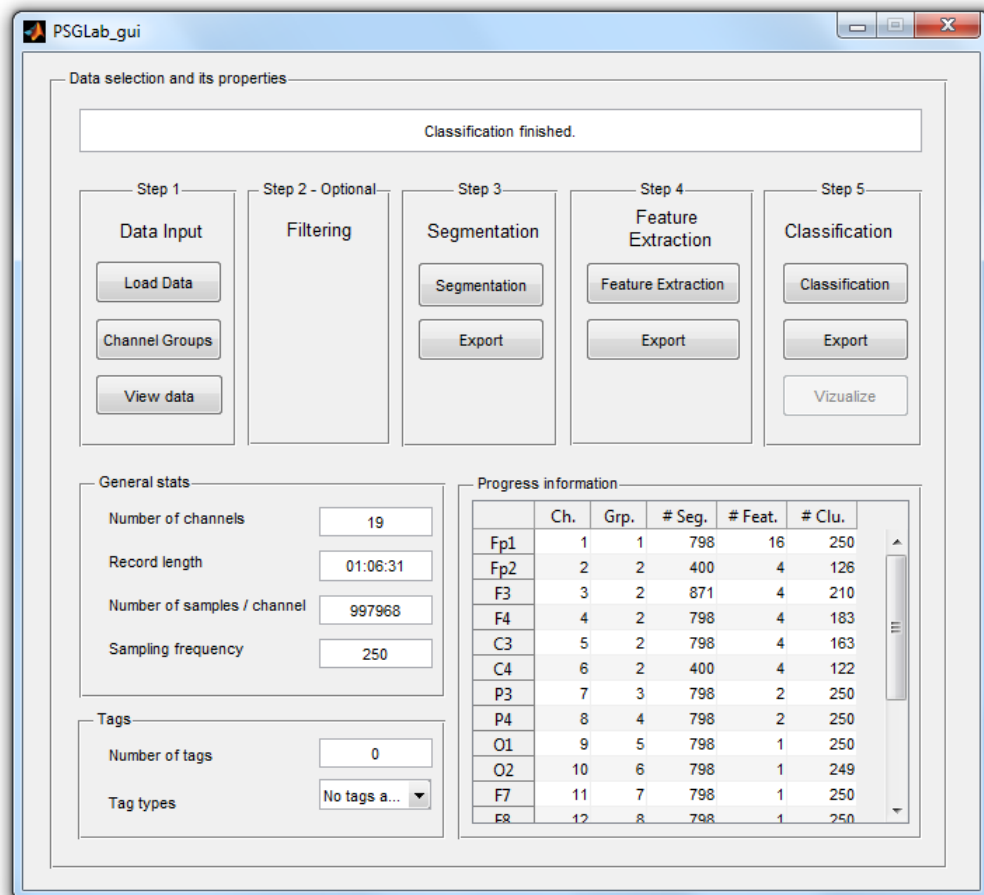 PSGLab_gui
Data selection and its properties
Classification finished.
Step 1
Data Input
Load Data
Channel Groups
View data
Step 2 - Optional
Filtering
Step 3
Segmentation
Segmentation
Export
Step 4
Feature
Extraction
Feature Extraction
Export
Step 5
Classification
Classification
Export
Vizualize
General stats
Number of channels 19
Record length 01:06:31
Number of samples / channel 997968
Sampling frequency 250
Tags
Number of tags 0
Tag types No tags a...
Progress information
Ch. Grp. # Seg. # Feat. # Clu.
Fp1 1 1 798 16 250
Fp2 2 2 400 4 126
F3 3 2 871 4 210
F4 4 2 798 4 183
C3 5 2 798 4 163
C4 6 2 400 4 122
P3 7 3 798 2 250
P4 8 4 798 2 250
O1 9 5 798 1 250
O2 10 6 798 1 249
F7 11 7 798 1 250
F8 12 8 798 1 250